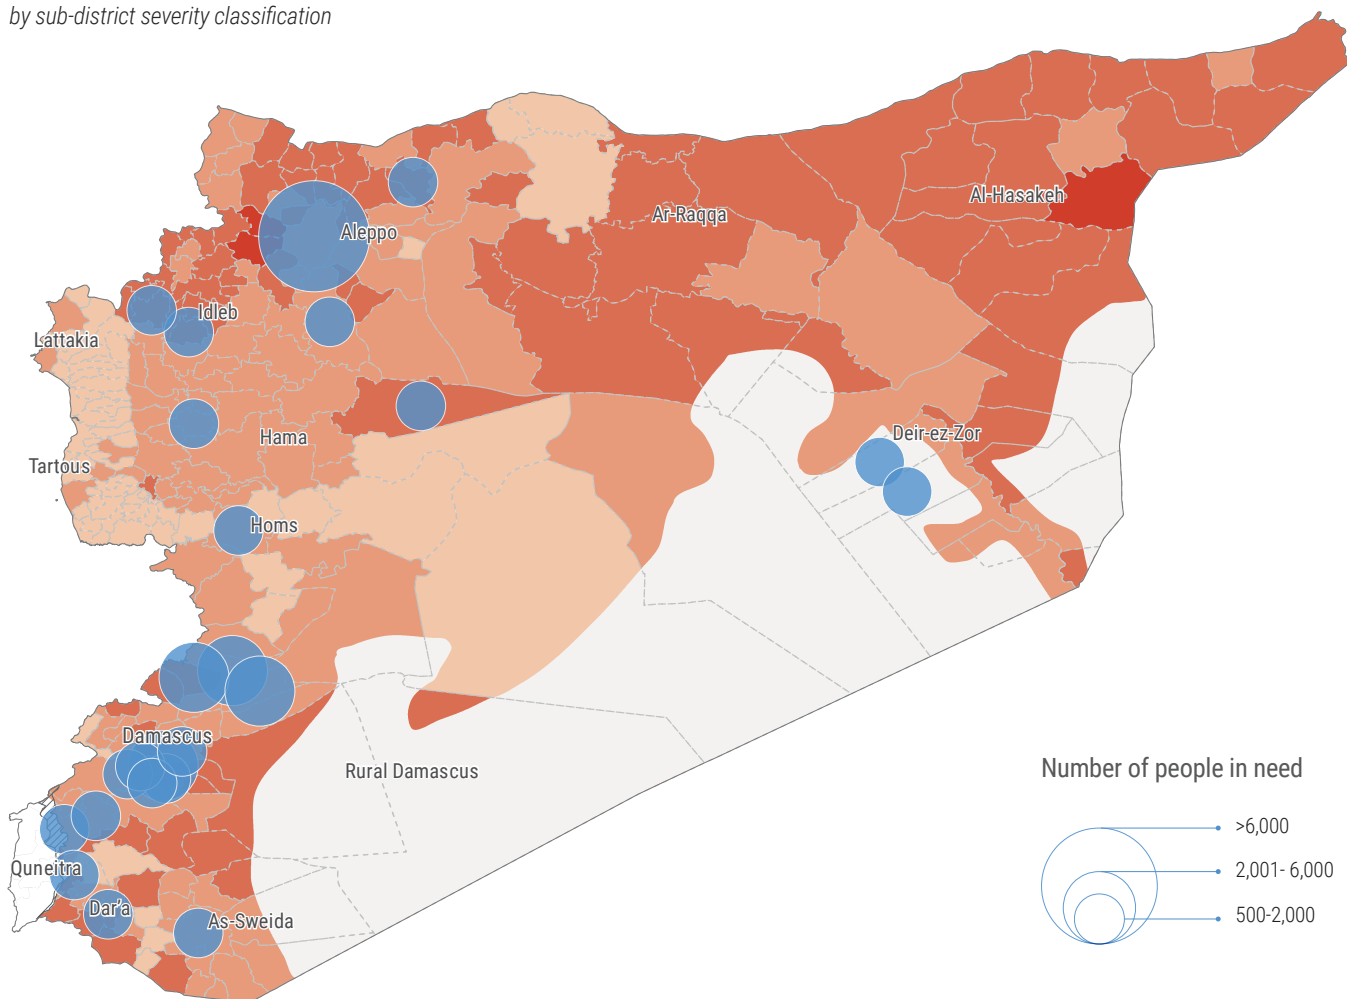 by sub-district severity classification
Al-Hasakeh
Ar-Raqqa
Aleppo
Idleb
Lattakia
Deir-ez-Zor
Hama
Tartous
Homs
Damascus
Rural Damascus
Quneitra
Dar'a
As-Sweida
Number of people in need
>6,000
2,001- 6,000
500-2,000